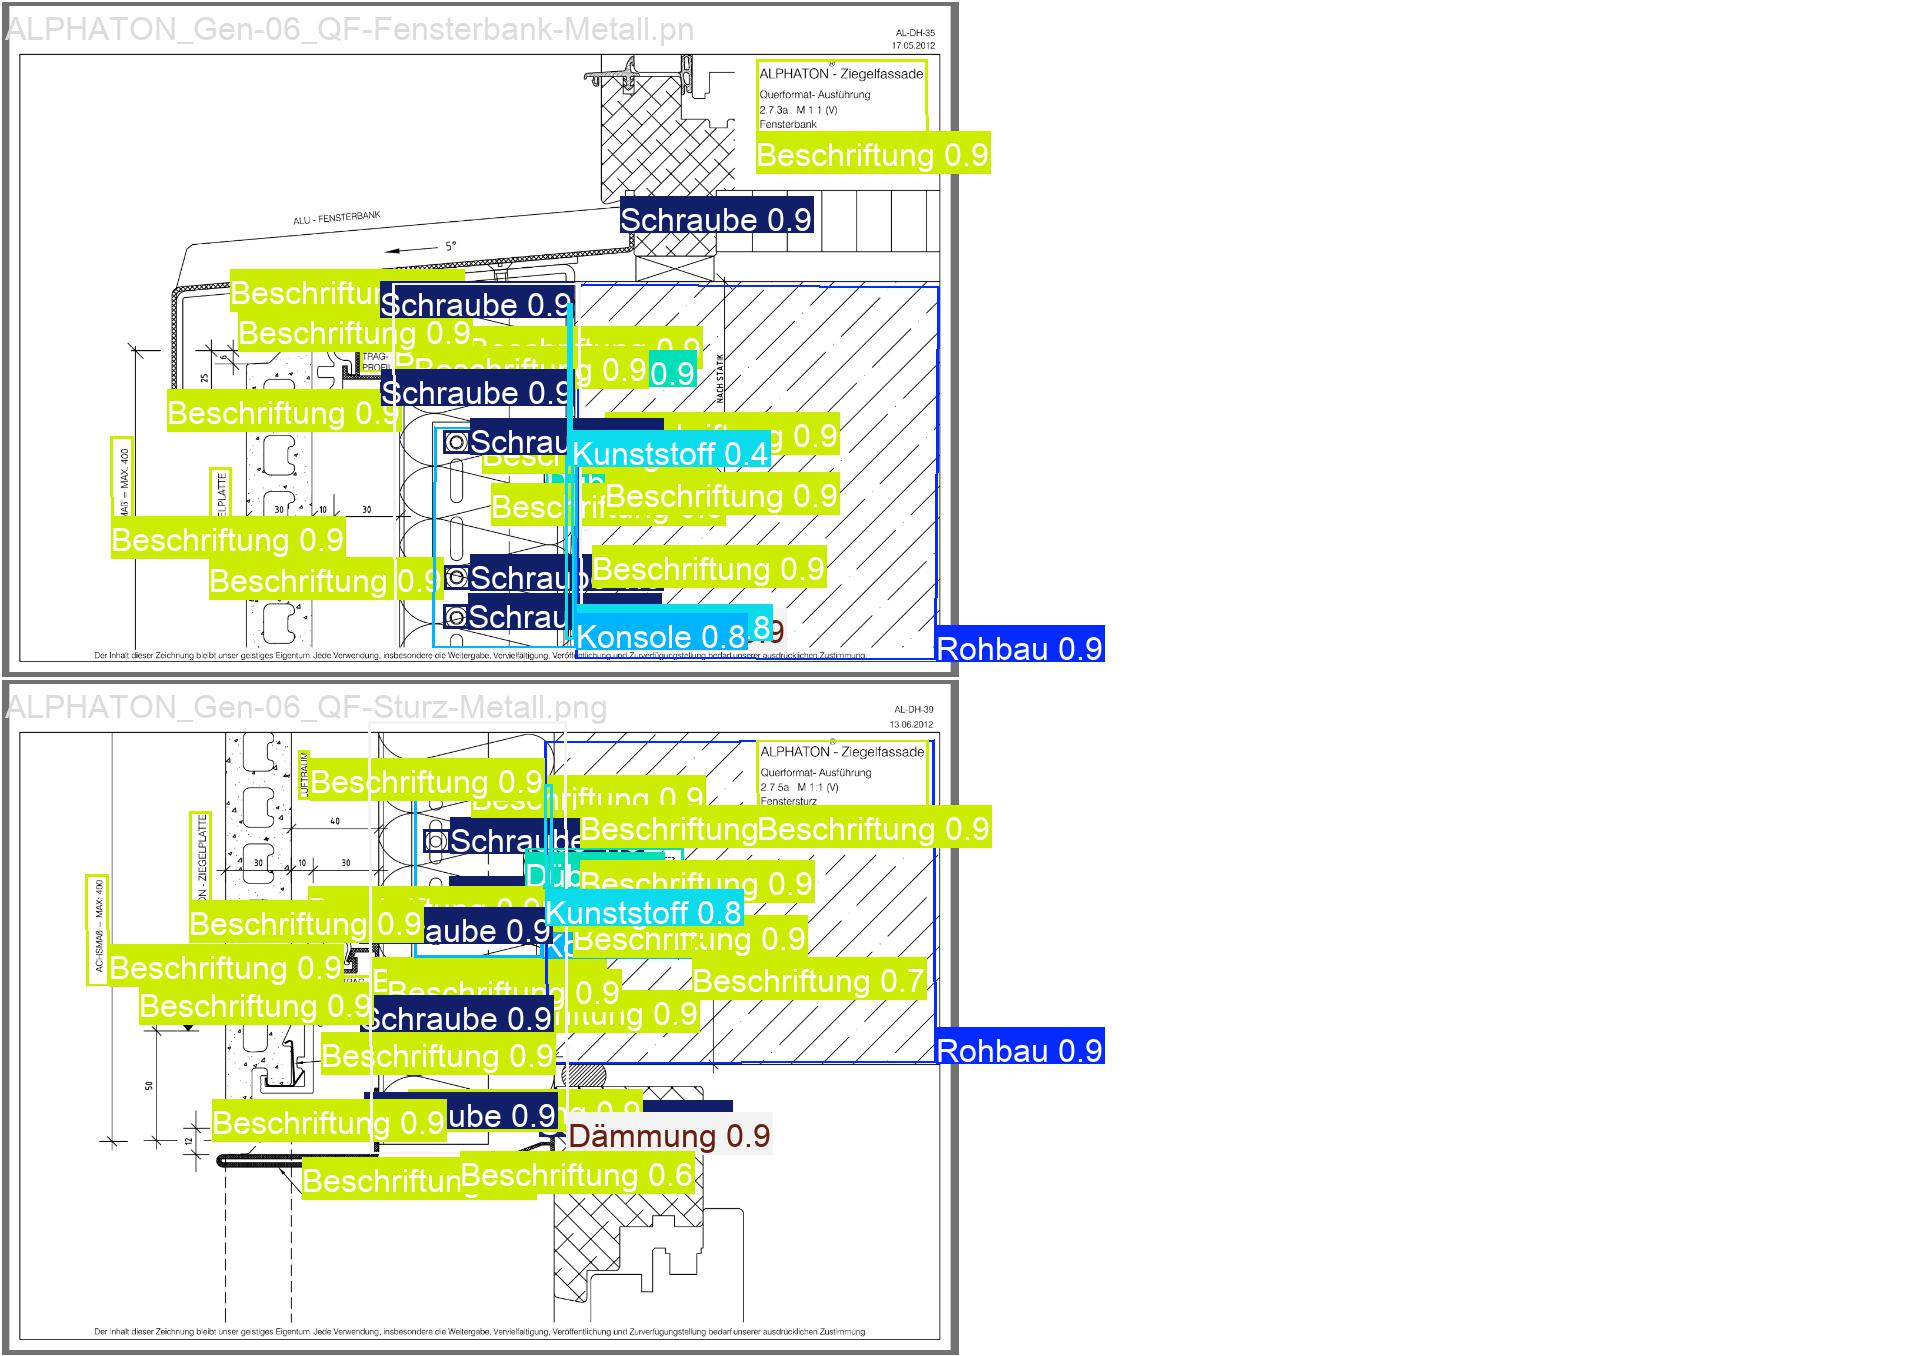 ALPHATON_Gen-06_QF-Fensterbank-Metall.pn
AL-DH-35
17.05.2012
ALPHATON® - Ziegelfassade
Querformat- Ausführung
2.7.3a M 1:1 (V)
Fensterbank
Beschriftung 0.9
Schraube 0.9
ALU - FENSTERBANK
5°
Beschriftun
Schraube 0.9
Beschriftung 0.9
0.9
TRAG-
PROFIL
Beschriftung 0.9
0.9
6
25
NACH STATIK
Schraube 0.9
Beschriftung 0.9
Schrau
0.9
Kunststoff 0.4
MAX. 400
Beschriftung 0.9
30
10
30
Beschriftung 0.9
Beschriftung 0.9
Schraub
Beschriftung 0.9
Schrau
Konsole 0.8
.8
Rohbau 0.9
Der Inhalt dieser Zeichnung bleibt unser geistiges Eigentum. Jede Verwendung, insbesondere die Weitergabe, Vervielfältigung, Veröffentlichung und Zurverfügungstellung bedarf unserer ausdrücklichen Zustimmung.
ALPHATON_Gen-06_QF-Sturz-Metall.png
AL-DH-39
13.06.2012
ALPHATON® - Ziegelfassade
Querformat- Ausführung
2.7.5a M 1:1 (V)
Fenstersturz
LUFTRAUM
Beschriftung 0.9
Beschriftung 0.9
40
Schraube
Beschriftung
Beschriftung 0.9
30
10
30
Düb
Beschriftung 0.9
ACHSMAß = MAX. 400
Beschriftung 0.9
aube 0.9
Kunststoff 0.8
Beschriftung 0.9
Beschriftung 0.9
Beschriftung 0.7
Beschriftung 0.9
Beschriftung 0.9
Schraube 0.9
Beschriftung 0.9
Rohbau 0.9
50
12
Beschriftung 0.9
ube 0.9
Dämmung 0.9
Beschriftun
Beschriftung 0.6
Der Inhalt dieser Zeichnung bleibt unser geistiges Eigentum. Jede Verwendung, insbesondere die Weitergabe, Vervielfältigung, Veröffentlichung und Zurverfügungstellung bedarf unserer ausdrücklichen Zustimmung.